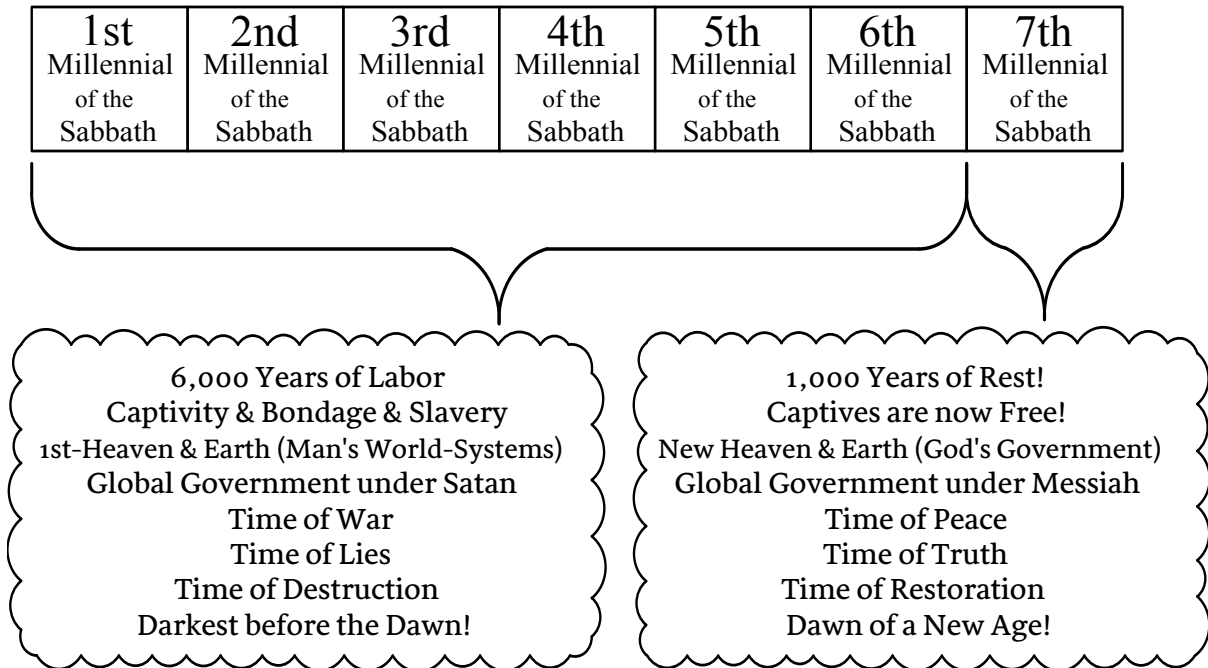 1st
Millennial
of the
Sabbath
2nd
Millennial
of the
Sabbath
3rd
Millennial
of the
Sabbath
4th
Millennial
of the
Sabbath
5th
Millennial
of the
Sabbath
6th
Millennial
of the
Sabbath
7th
Millennial
of the
Sabbath
6,000 Years of Labor
Captivity & Bondage & Slavery
1st-Heaven & Earth (Man's World-Systems)
Global Government under Satan
Time of War
Time of Lies
Time of Destruction
Darkest before the Dawn!
1,000 Years of Rest!
Captives are now Free!
New Heaven & Earth (God's Government)
Global Government under Messiah
Time of Peace
Time of Truth
Time of Restoration
Dawn of a New Age!